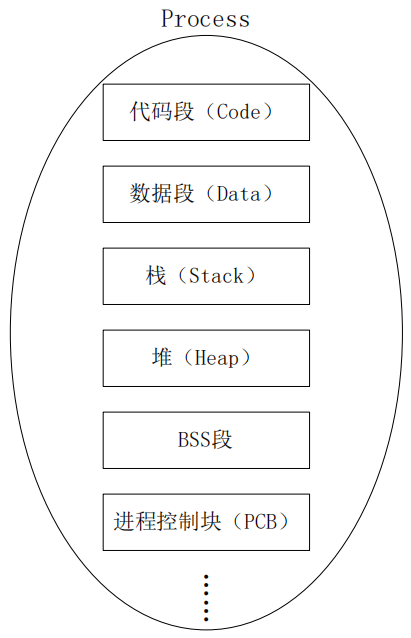 Process
代码段（Code）
数据段（Data）
栈（Stack）
堆（Heap）
BSS段
进程控制块（PCB）